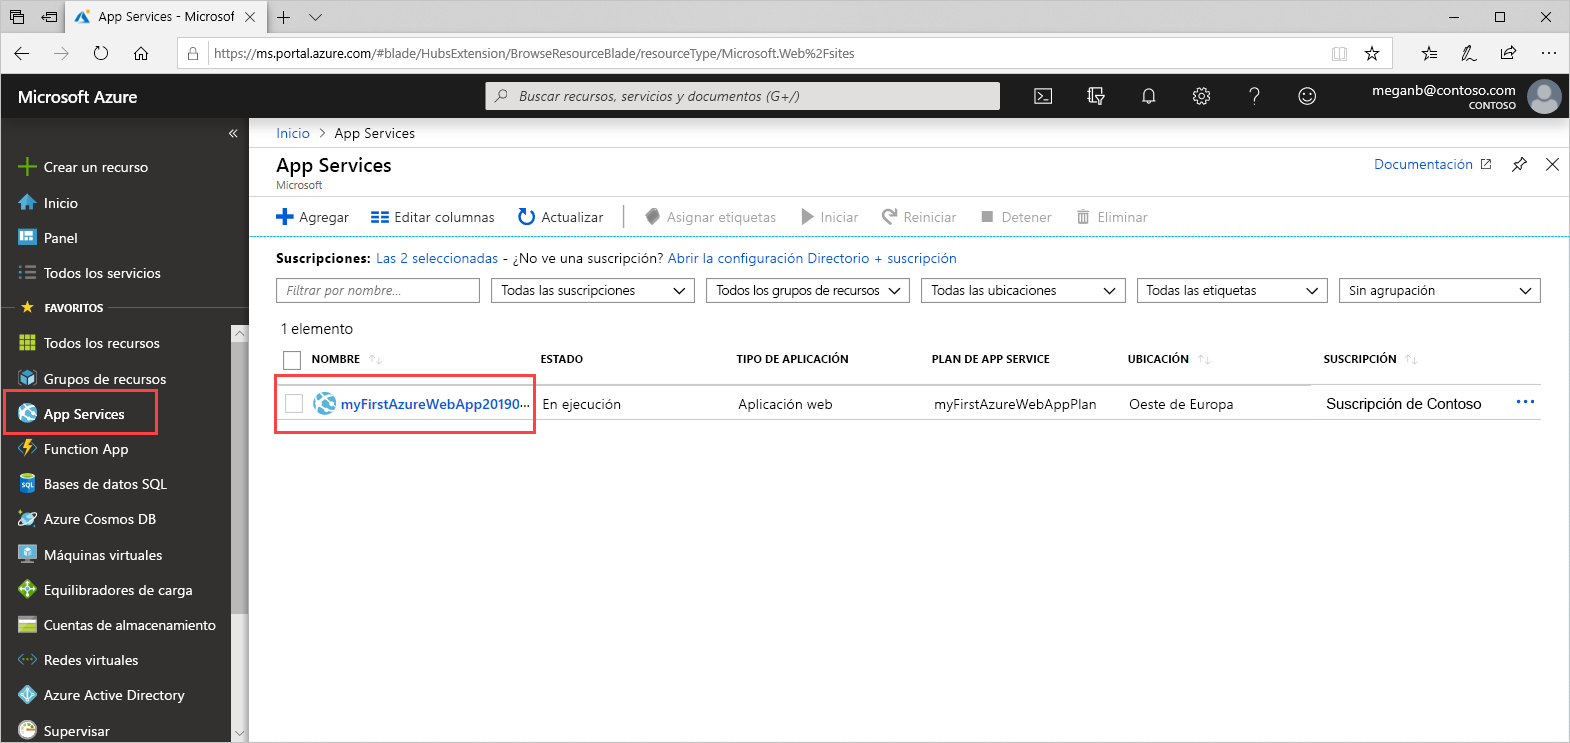 App Services - Microsof
https://ms.portal.azure.com/#blade/HubsExtension/BrowseResourceBlade/resourceType/Microsoft.Web%2Fsites
Microsoft Azure
Buscar recursos, servicios y documentos (G+/)
meganb@contoso.com
CONTOSO
Crear un recurso
Inicio
Panel
Todos los servicios
FAVORITOS
Todos los recursos
Grupos de recursos
App Services
Function App
Bases de datos SQL
Azure Cosmos DB
Máquinas virtuales
Equilibradores de carga
Cuentas de almacenamiento
Redes virtuales
Azure Active Directory
Supervisar
Inicio > App Services
App Services
Microsoft
Documentación
Agregar Editar columnas Actualizar Asignar etiquetas Iniciar Reiniciar Detener Eliminar
Suscripciones: Las 2 seleccionadas - ¿No ve una suscripción? Abrir la configuración Directorio + suscripción
Filtrar por nombre... Todas las suscripciones Todos los grupos de recursos Todas las ubicaciones Todas las etiquetas Sin agrupación
1 elemento
NOMBRE ESTADO TIPO DE APLICACIÓN PLAN DE APP SERVICE UBICACIÓN SUSCRIPCIÓN
myFirstAzureWebApp20190... En ejecución Aplicación web myFirstAzureWebAppPlan Oeste de Europa Suscripción de Contoso